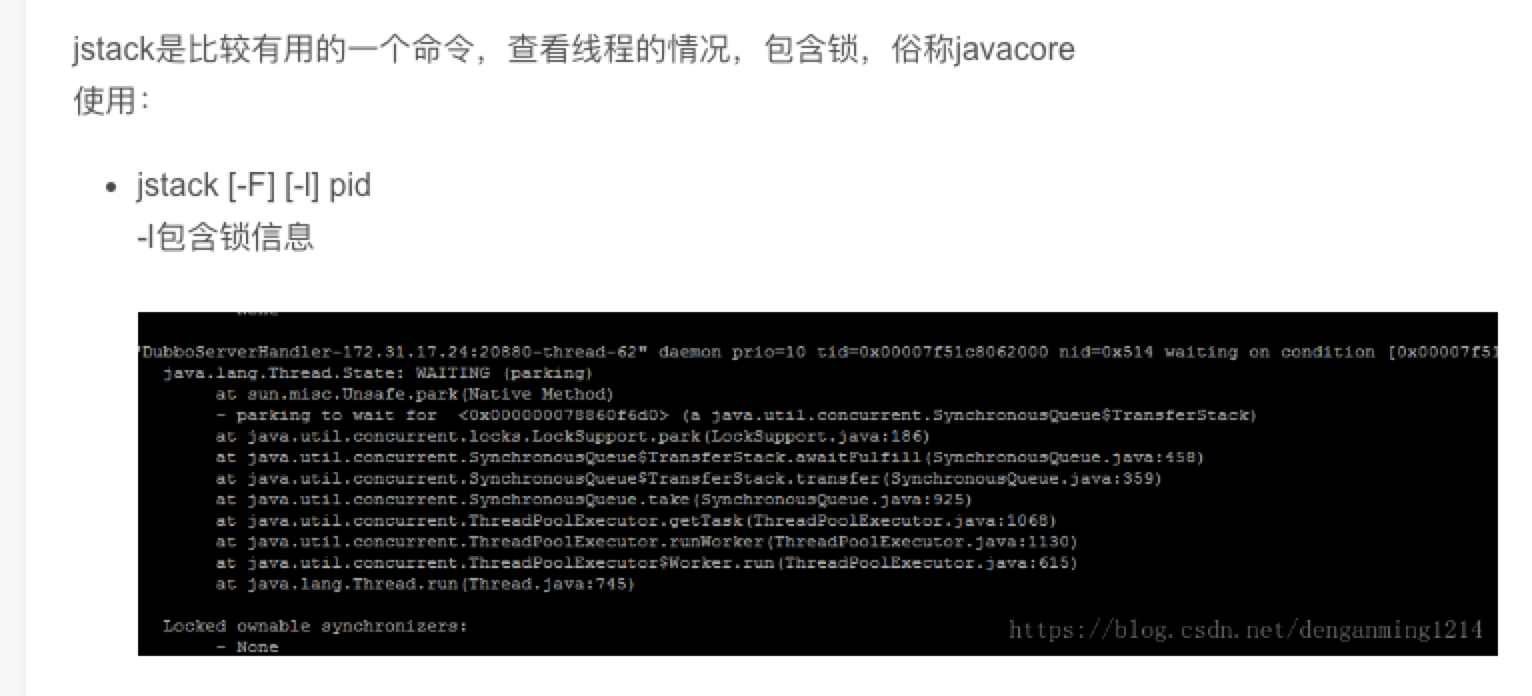 jstack是比较有用的一个命令，查看线程的情况，包含锁，俗称javacore
使用：
• jstack [-F] [-l] pid
-l包含锁信息
"DubboServerHandler-172.31.17.24:20880-thread-62" daemon prio=10 tid=0x00007f51c8062000 nid=0x514 waiting on condition [0x00007f51
java.lang.Thread.State: WAITING (parking)
at sun.misc.Unsafe.park(Native Method)
- parking to wait for <0x000000078860f6d0> (a java.util.concurrent.SynchronousQueue$TransferStack)
at java.util.concurrent.locks.LockSupport.park(LockSupport.java:186)
at java.util.concurrent.SynchronousQueue$TransferStack.awaitFulfill(SynchronousQueue.java:458)
at java.util.concurrent.SynchronousQueue$TransferStack.transfer(SynchronousQueue.java:359)
at java.util.concurrent.SynchronousQueue.take(SynchronousQueue.java:925)
at java.util.concurrent.ThreadPoolExecutor.getTask(ThreadPoolExecutor.java:1068)
at java.util.concurrent.ThreadPoolExecutor.runWorker(ThreadPoolExecutor.java:1130)
at java.util.concurrent.ThreadPoolExecutor$Worker.run(ThreadPoolExecutor.java:615)
at java.lang.Thread.run(Thread.java:745)
Locked ownable synchronizers:
- None
https://blog.csdn.net/denganming1214